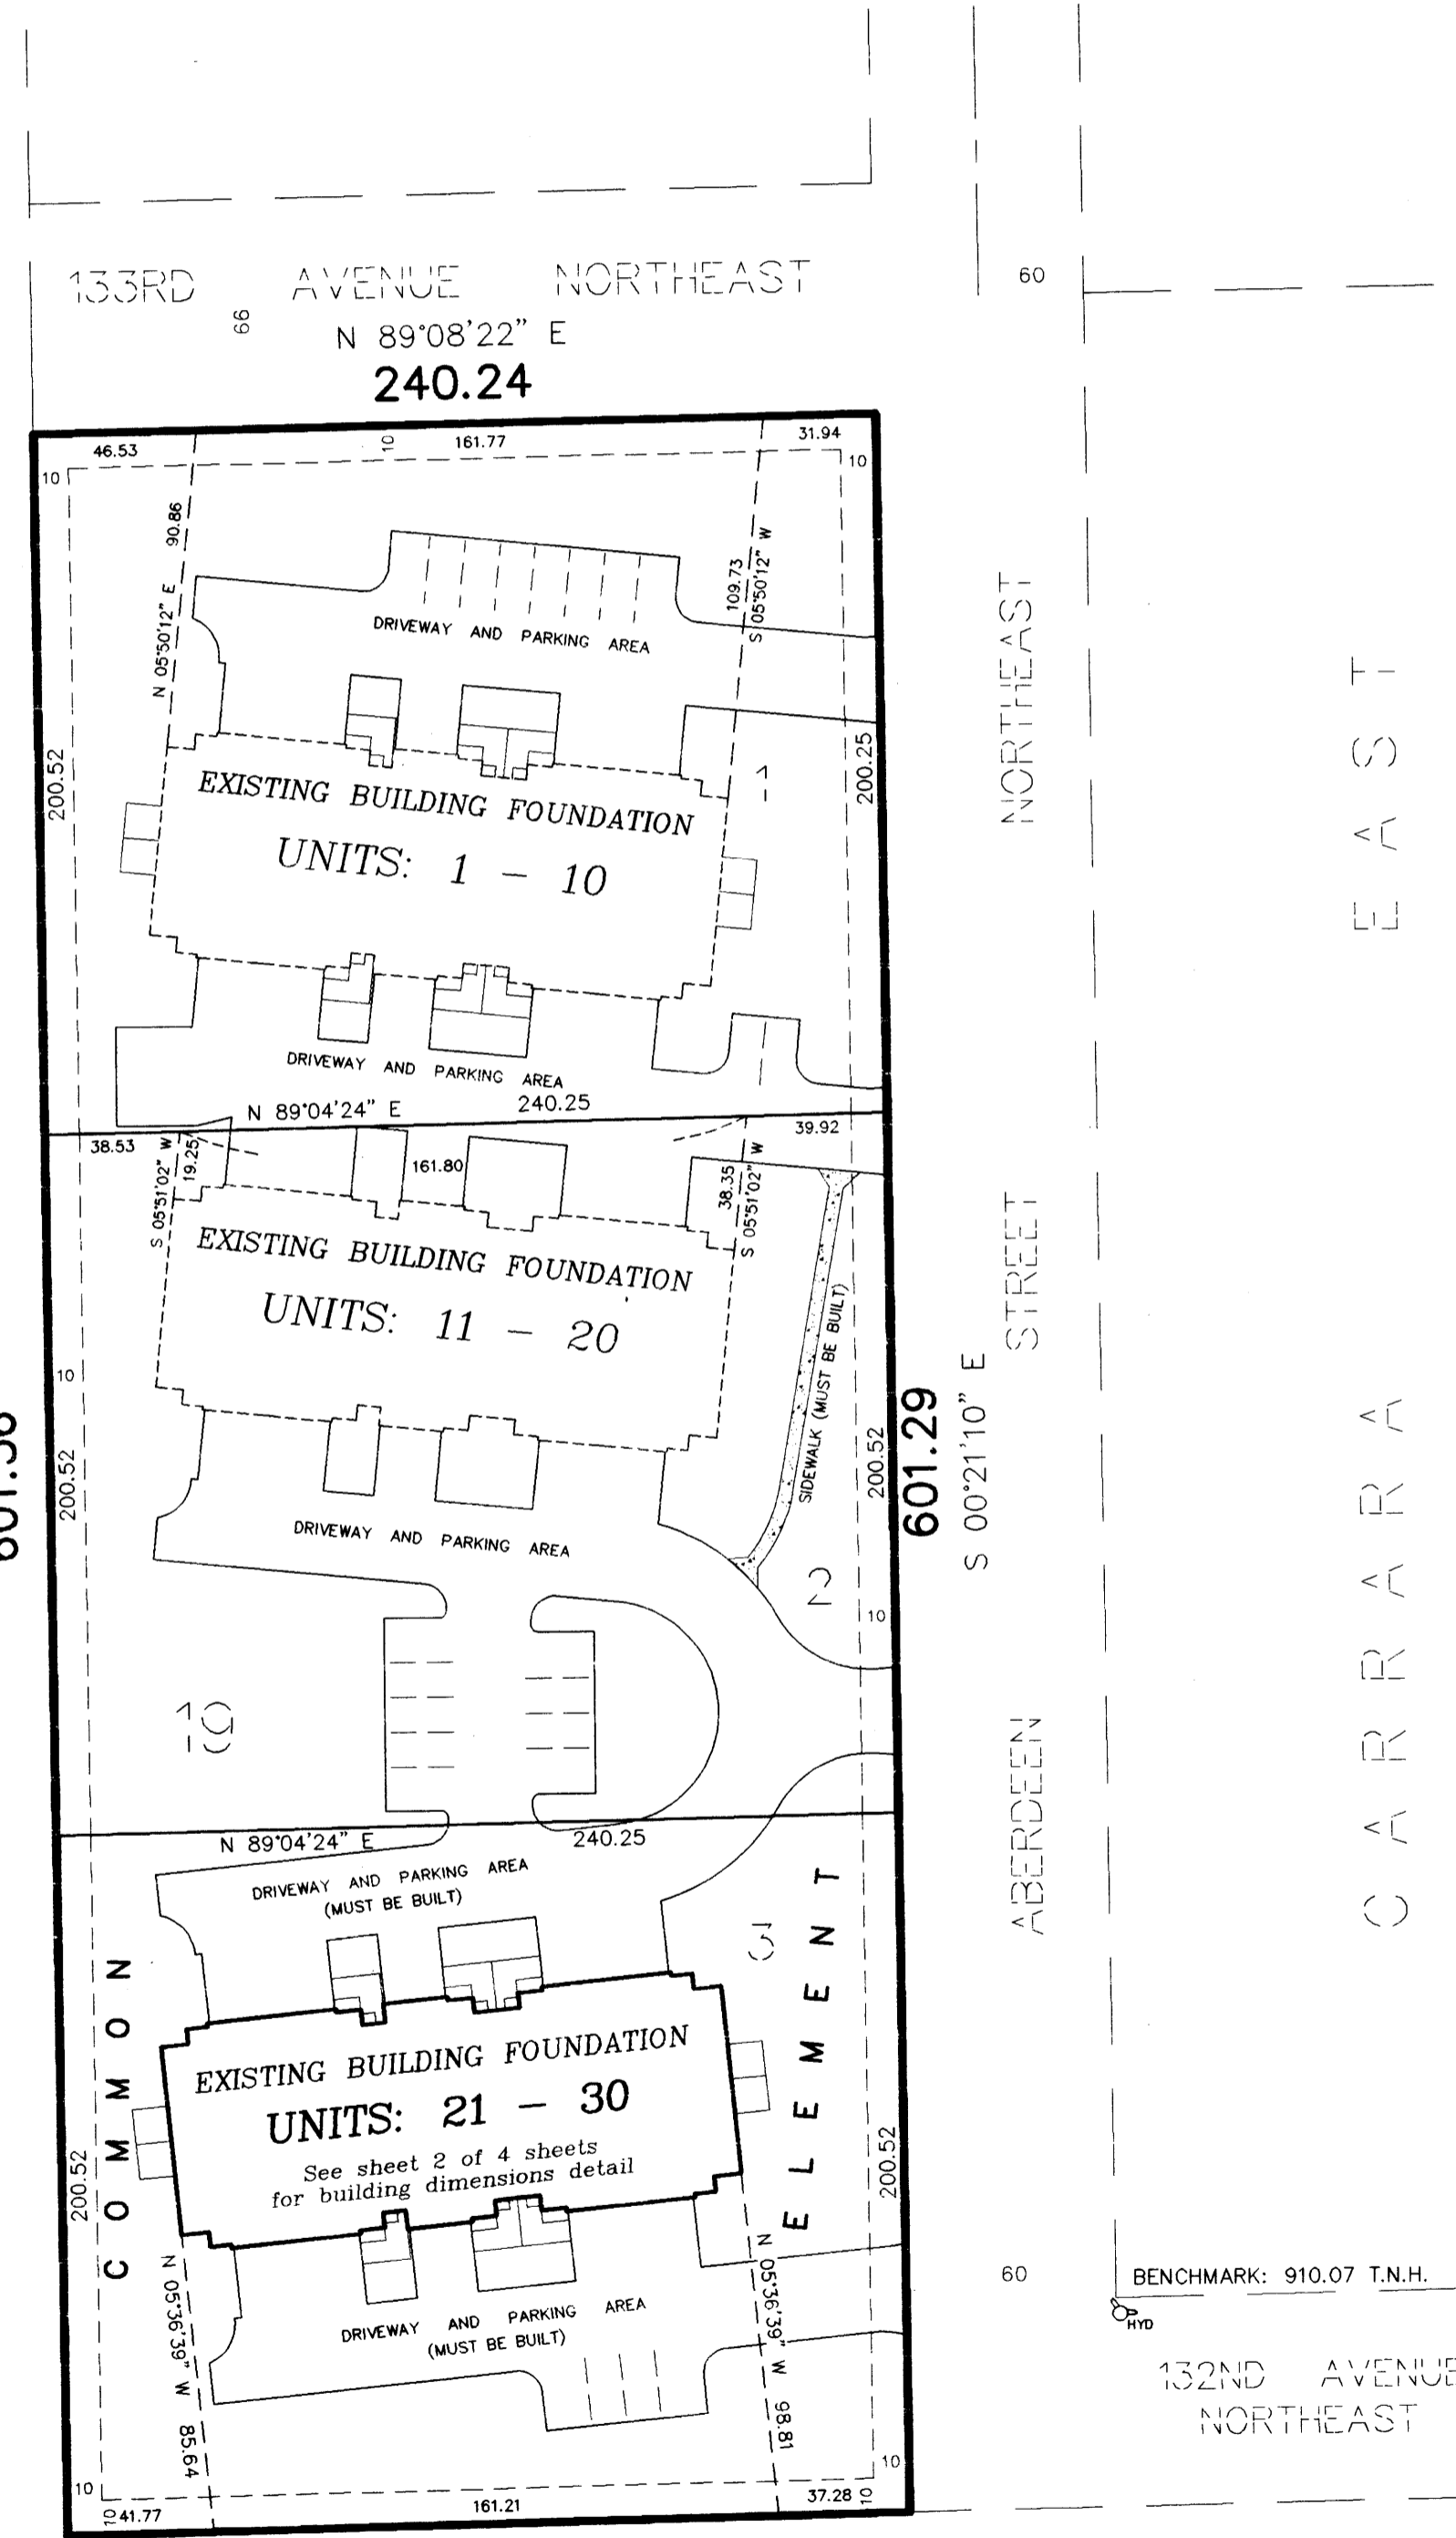 133RD AVENUE NORTHEAST
66
N 89°08'22" E
240.24
60
46.53
10
161.77
31.94
10
10
N 05°50'12" E 90.86
109.73
S 05°50'12" W
DRIVEWAY AND PARKING AREA
200.52
200.25
1
EXISTING BUILDING FOUNDATION
UNITS: 1 - 10
DRIVEWAY AND PARKING AREA
N 89°04'24" E 240.25
38.53
S 05°51'02" W
19.25
161.80
39.92
38.35
S 05°51'02" W
EXISTING BUILDING FOUNDATION
UNITS: 11 - 20
SIDEWALK (MUST BE BUILT)
10
200.52
200.52
601.29
S 00°21'10" E
DRIVEWAY AND PARKING AREA
2
10
N 89°04'24" E 240.25
DRIVEWAY AND PARKING AREA
(MUST BE BUILT)
3
COMMON
ELEMENT
EXISTING BUILDING FOUNDATION
UNITS: 21 - 30
See sheet 2 of 4 sheets
for building dimensions detail
200.52
200.52
N 05°36'39" W 85.64
N 05°36'39" W 98.81
DRIVEWAY AND PARKING AREA
(MUST BE BUILT)
10
10
10
41.77
161.21
37.28
10
ABERDEEN STREET NORTHEAST
CARRARA EAST
60
BENCHMARK: 910.07 T.N.H.
HYD
132ND AVENUE
NORTHEAST